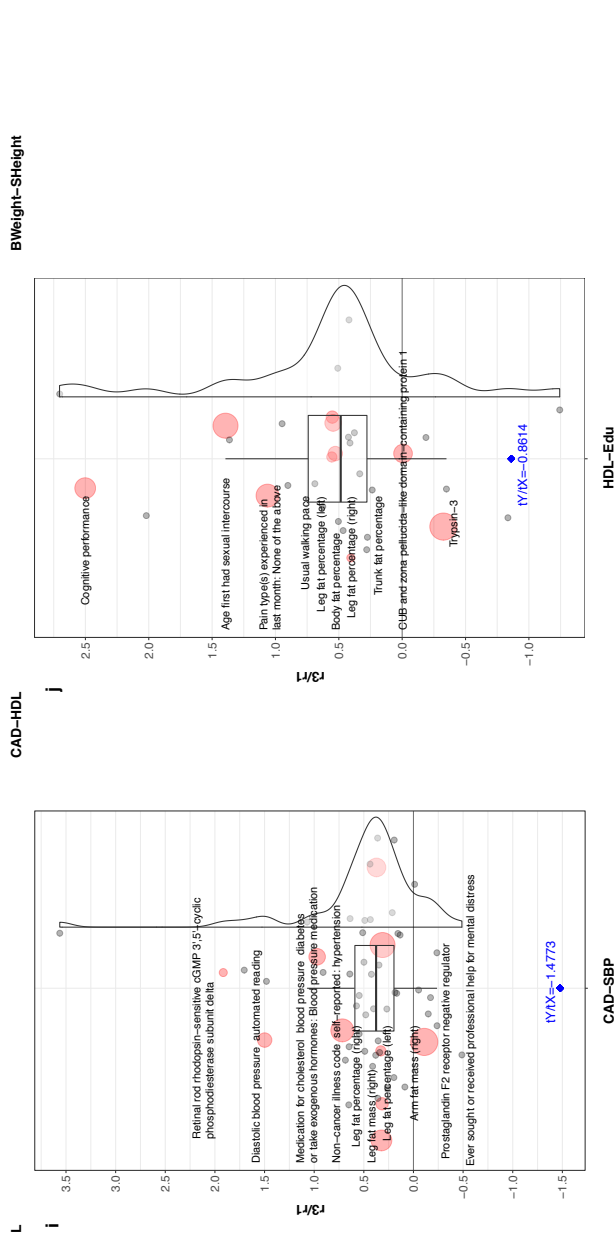 L
CAD−HDL
BWeight−SHeight
i
r3/r1
3.5
3.0
2.5
2.0
1.5
1.0
0.5
0.0
−0.5
−1.0
−1.5
Retinal rod rhodopsin−sensitive cGMP 3',5'−cyclic
phosphodiesterase subunit delta
Diastolic blood pressure automated reading
Medication for cholesterol blood pressure diabetes
or take exogenous hormones: Blood pressure medication
Non−cancer illness code self−reported: hypertension
Leg fat percentage (right)
Leg fat mass (right)
Leg fat percentage (left)
Arm fat mass (right)
Prostaglandin F2 receptor negative regulator
Ever sought or received professional help for mental distress
tY/tX=−1.4773
CAD−SBP
j
r3/r1
2.5
2.0
1.5
1.0
0.5
0.0
−0.5
−1.0
Cognitive performance
Age first had sexual intercourse
Pain type(s) experienced in
last month: None of the above
Usual walking pace
Leg fat percentage (left)
Body fat percentage
Leg fat percentage (right)
Trunk fat percentage
CUB and zona pellucida−like domain−containing protein 1
Trypsin−3
tY/tX=−0.8614
HDL−Edu